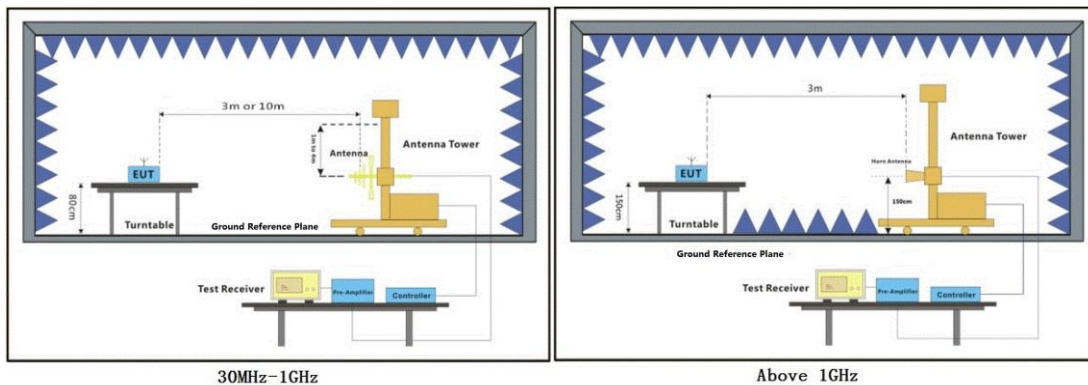 3m or 10m
1m to 4m
Antenna
Antenna Tower
EUT
80cm
Turntable
Ground Reference Plane
Test Receiver
Pre-Amplifier
Controller
30MHz-1GHz
3m
Antenna Tower
Horn Antenna
EUT
150cm
150cm
Turntable
Ground Reference Plane
Test Receiver
Pre-Amplifier
Controller
Above 1GHz